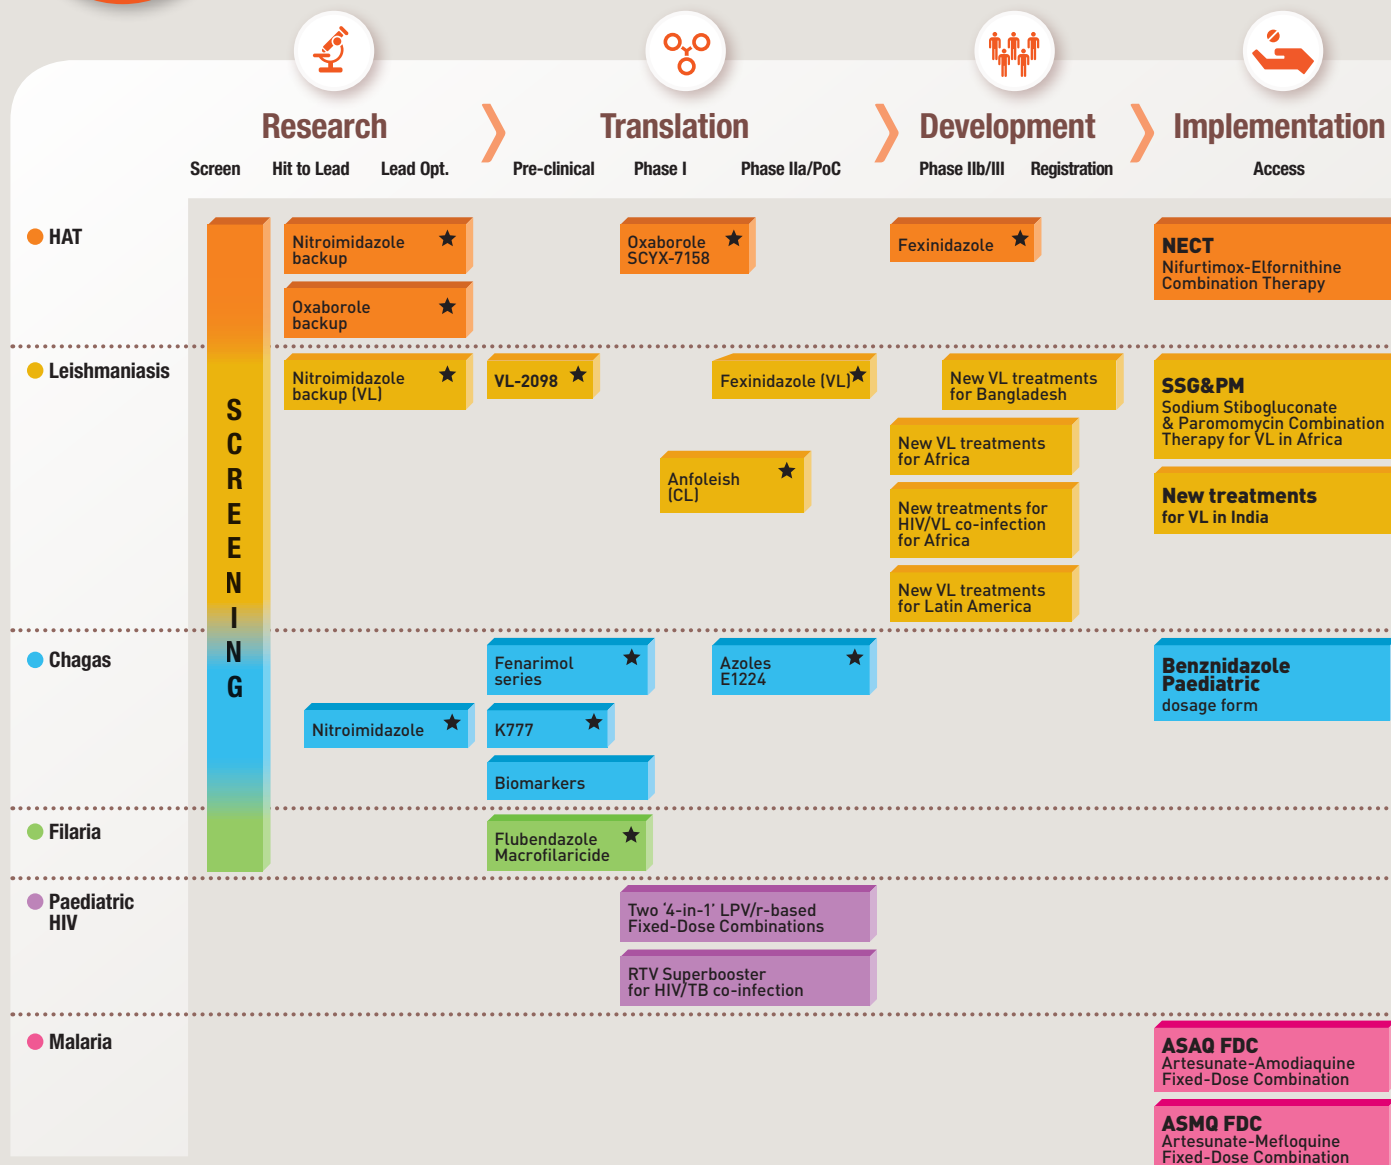 Research
Translation
Development
Implementation
Screen
Hit to Lead
Lead Opt.
Pre-clinical
Phase I
Phase IIa/PoC
Phase IIb/III
Registration
Access
SCREENING
HAT
Nitroimidazole
backup
Oxaborole
backup
Oxaborole
SCYX-7158
Fexinidazole
NECT
Nifurtimox-Elfornithine
Combination Therapy
Leishmaniasis
Nitroimidazole
backup (VL)
VL-2098
Fexinidazole (VL)
Anfoleish
(CL)
New VL treatments
for Bangladesh
New VL treatments
for Africa
New treatments for
HIV/VL co-infection
for Africa
New VL treatments
for Latin America
SSG&PM
Sodium Stibogluconate
& Paromomycin Combination
Therapy for VL in Africa
New treatments
for VL in India
Chagas
Nitroimidazole
Fenarimol
series
K777
Biomarkers
Azoles
E1224
Benznidazole
Paediatric
dosage form
Filaria
Flubendazole
Macrofilaricide
Paediatric
HIV
Two '4-in-1' LPV/r-based
Fixed-Dose Combinations
RTV Superbooster
for HIV/TB co-infection
Malaria
ASAQ FDC
Artesunate-Amodiaquine
Fixed-Dose Combination
ASMQ FDC
Artesunate-Mefloquine
Fixed-Dose Combination